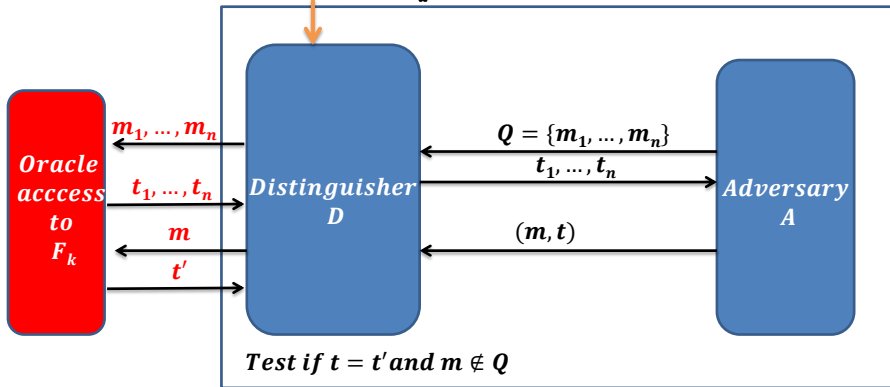 m₁, … , mₙ
Oracle
acccess
to
Fₖ
t₁, … , tₙ
m
t′
Distinguisher
D
Q = {m₁, … , mₙ}
t₁, … , tₙ
(m, t)
Adversary
A
Test if t = t′ and m ∉ Q